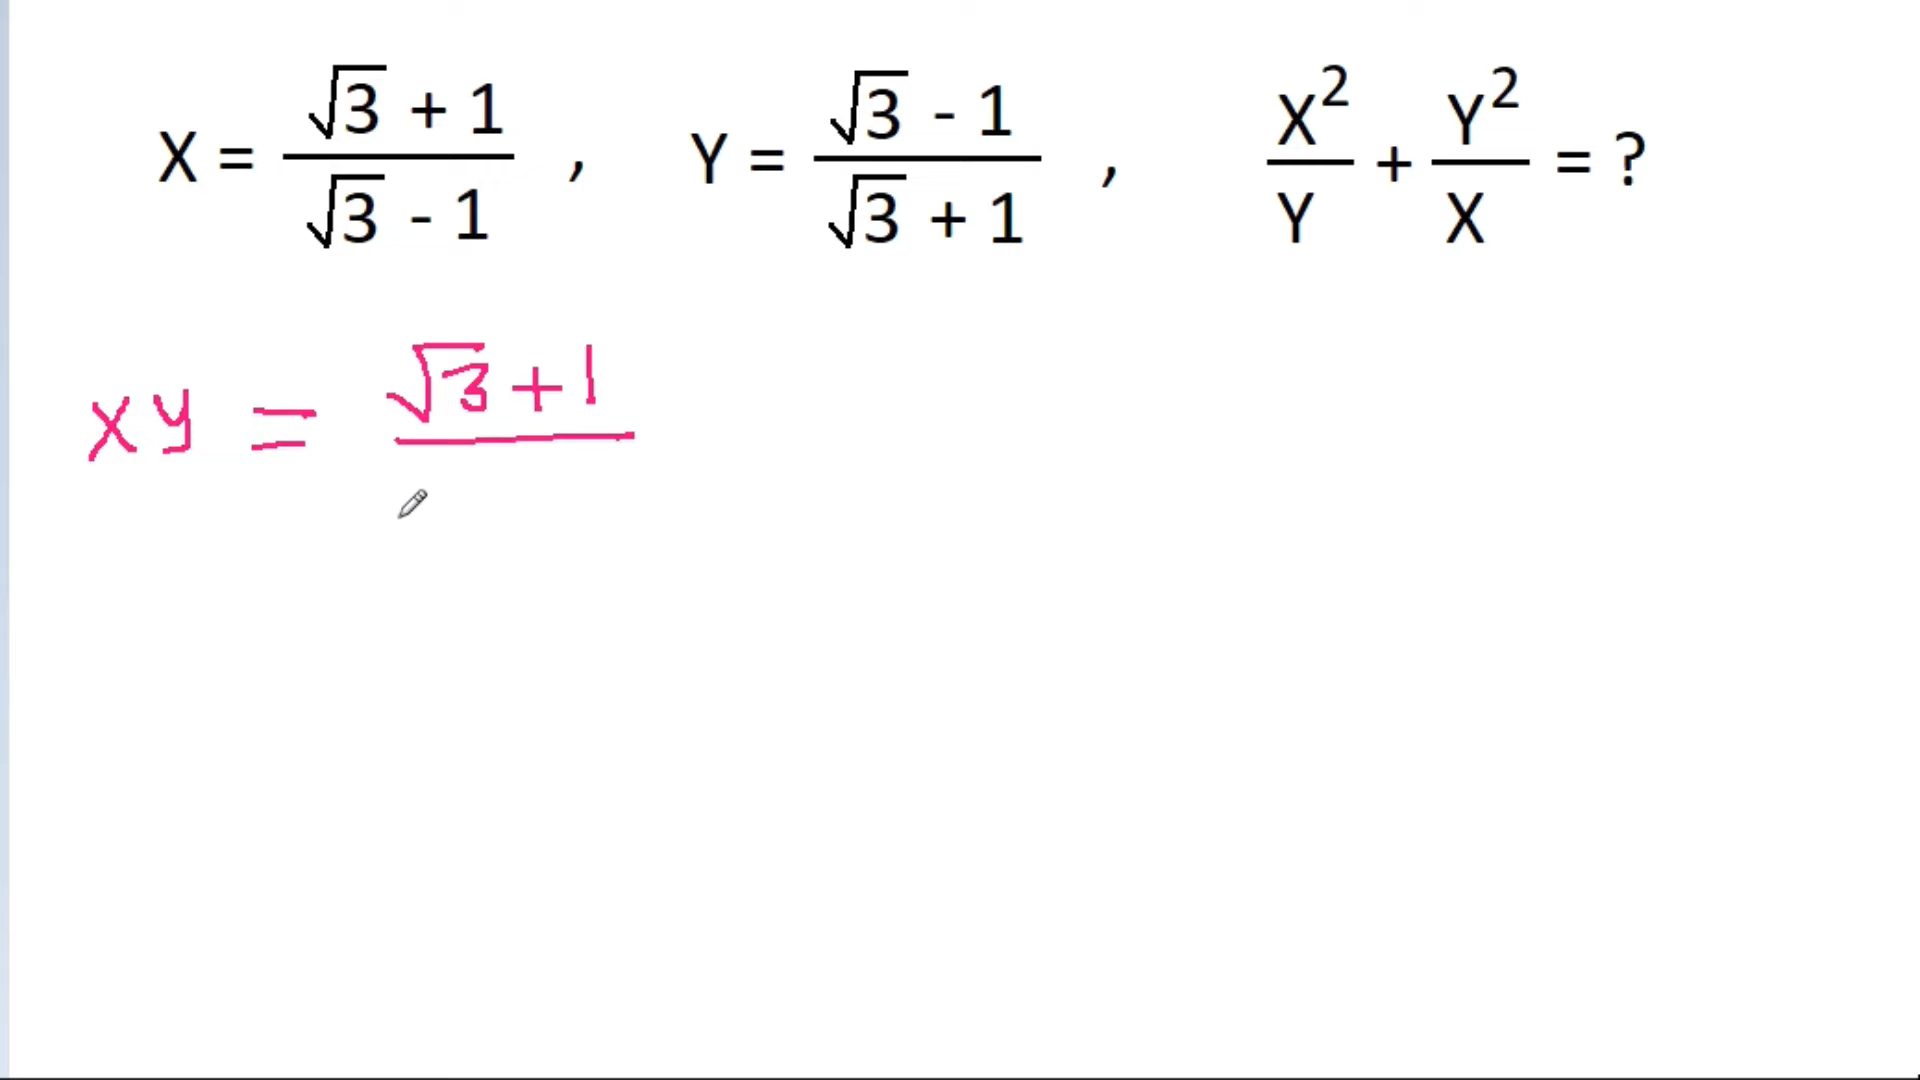 X = √3 + 1 / √3 - 1 , Y = √3 - 1 / √3 + 1 , X² / Y + Y² / X = ?
xy = √3 + 1